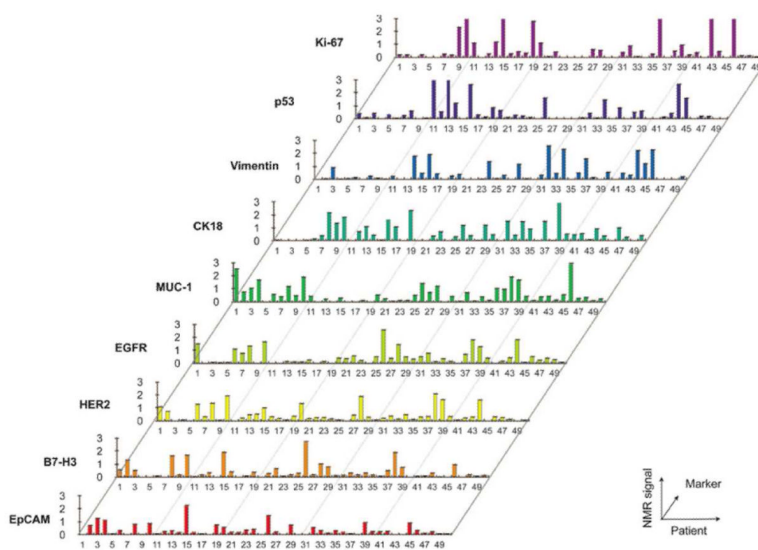 3
2
Ki-67 1
0
1 3 5 7 9 11 13 15 17 19 21 23 25 27 29 31 33 35 37 39 41 43 45 47 49
3
2
p53 1
0
1 3 5 7 9 11 13 15 17 19 21 23 25 27 29 31 33 35 37 39 41 43 45 47 49
3
2
Vimentin 1
0
1 3 5 7 9 11 13 15 17 19 21 23 25 27 29 31 33 35 37 39 41 43 45 47 49
3
2
CK18 1
0
1 3 5 7 9 11 13 15 17 19 21 23 25 27 29 31 33 35 37 39 41 43 45 47 49
3
2
MUC-1 1
0
1 3 5 7 9 11 13 15 17 19 21 23 25 27 29 31 33 35 37 39 41 43 45 47 49
3
2
EGFR 1
0
1 3 5 7 9 11 13 15 17 19 21 23 25 27 29 31 33 35 37 39 41 43 45 47 49
3
2
HER2 1
0
1 3 5 7 9 11 13 15 17 19 21 23 25 27 29 31 33 35 37 39 41 43 45 47 49
3
2
B7-H3 1
0
1 3 5 7 9 11 13 15 17 19 21 23 25 27 29 31 33 35 37 39 41 43 45 47 49
3
2
EpCAM 1
0
1 3 5 7 9 11 13 15 17 19 21 23 25 27 29 31 33 35 37 39 41 43 45 47 49
NMR signal
Marker
Patient